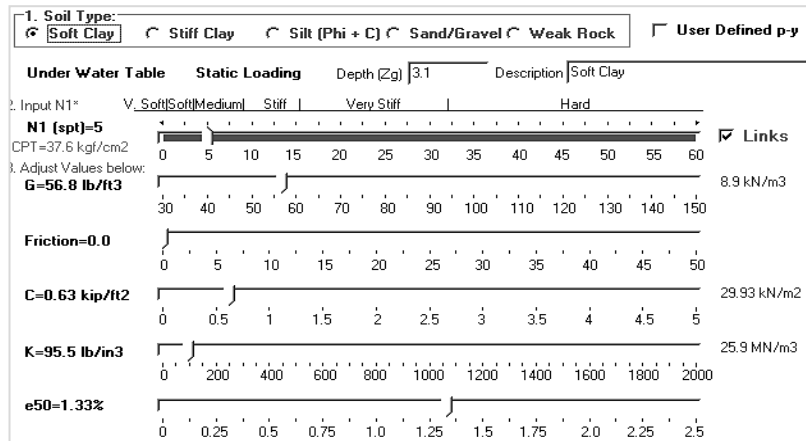 1. Soil Type:
Soft Clay Stiff Clay Silt (Phi + C) Sand/Gravel Weak Rock User Defined p-y
Under Water Table Static Loading Depth (Zg) 3.1 Description Soft Clay
2. Input N1* V. Soft|Soft|Medium| Stiff | Very Stiff | Hard
N1 (spt)=5
CPT=37.6 kgf/cm2
0 5 10 15 20 25 30 35 40 45 50 55 60
Links
3. Adjust Values below:
G=56.8 lb/ft3 8.9 kN/m3
30 40 50 60 70 80 90 100 110 120 130 140 150
Friction=0.0
0 5 10 15 20 25 30 35 40 45 50
C=0.63 kip/ft2 29.93 kN/m2
0 0.5 1 1.5 2 2.5 3 3.5 4 4.5 5
K=95.5 lb/in3 25.9 MN/m3
0 200 400 600 800 1000 1200 1400 1600 1800 2000
e50=1.33%
0 0.25 0.5 0.75 1.0 1.25 1.5 1.75 2.0 2.25 2.5